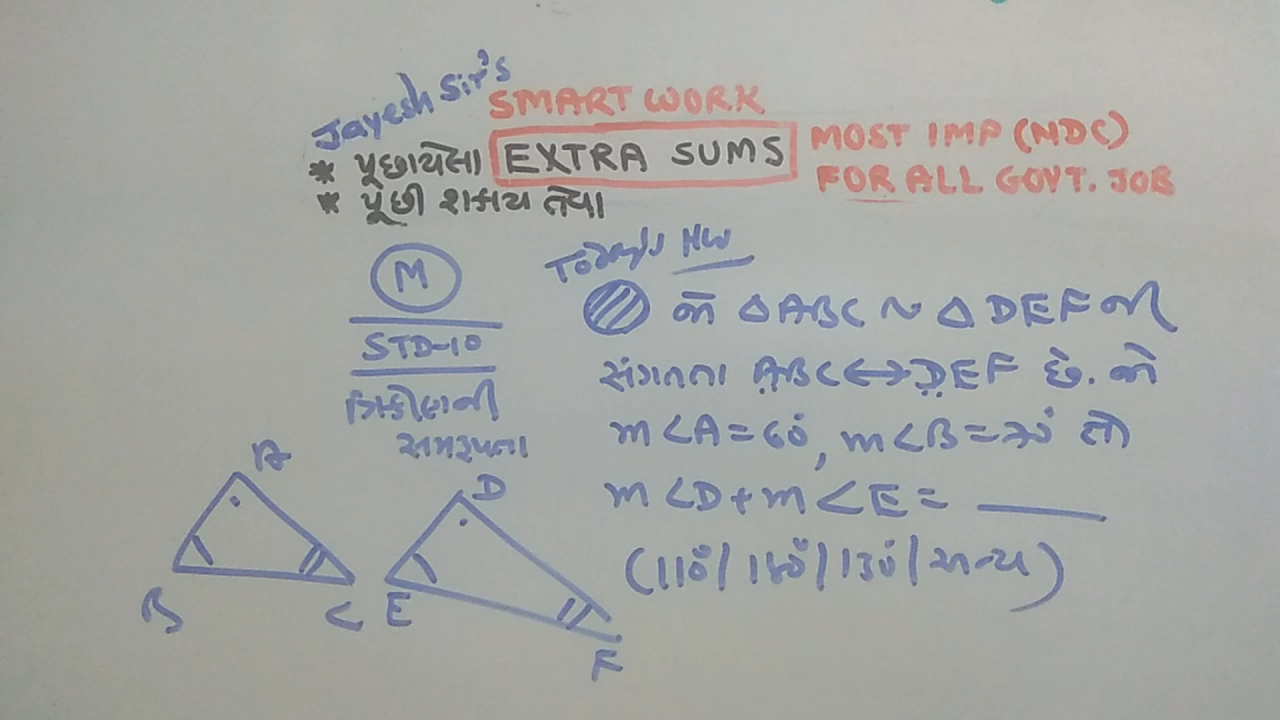 Jayesh Sir's
SMART WORK
* પૂછાયેલા EXTRA SUMS
* પૂછી શકાય તેવા
MOST IMP (NDC)
FOR ALL GOVT. JOB
M
STD-10
ત્રિકોણની
સમરૂપતા
Today's HW
જો △ABC ~ △DEF ની
સંગતતા ABC↔DEF છે. જો
m∠A=60°, m∠B=70° તો
m∠D+m∠E= ____
(110°/140°/130°/અન્ય)
A
B
C
D
E
F